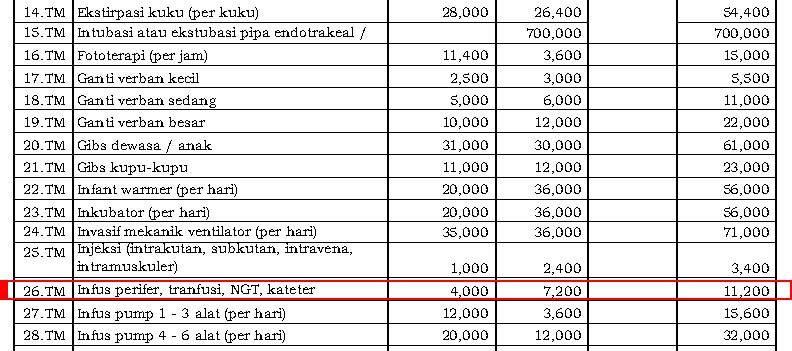 14.TM Ekstirpasi kuku (per kuku) 28,000 26,400 54,400
15.TM Intubasi atau ekstubasi pipa endotrakeal / 700,000 700,000
16.TM Fototerapi (per jam) 11,400 3,600 15,000
17.TM Ganti verban kecil 2,500 3,000 5,500
18.TM Ganti verban sedang 5,000 6,000 11,000
19.TM Ganti verban besar 10,000 12,000 22,000
20.TM Gibs dewasa / anak 31,000 30,000 61,000
21.TM Gibs kupu-kupu 11,000 12,000 23,000
22.TM Infant warmer (per hari) 20,000 36,000 56,000
23.TM Inkubator (per hari) 20,000 36,000 56,000
24.TM Invasif mekanik ventilator (per hari) 35,000 36,000 71,000
25.TM Injeksi (intrakutan, subkutan, intravena,
intramuskuler) 1,000 2,400 3,400
26.TM Infus perifer, tranfusi, NGT, kateter 4,000 7,200 11,200
27.TM Infus pump 1 - 3 alat (per hari) 12,000 3,600 15,600
28.TM Infus pump 4 - 6 alat (per hari) 20,000 12,000 32,000